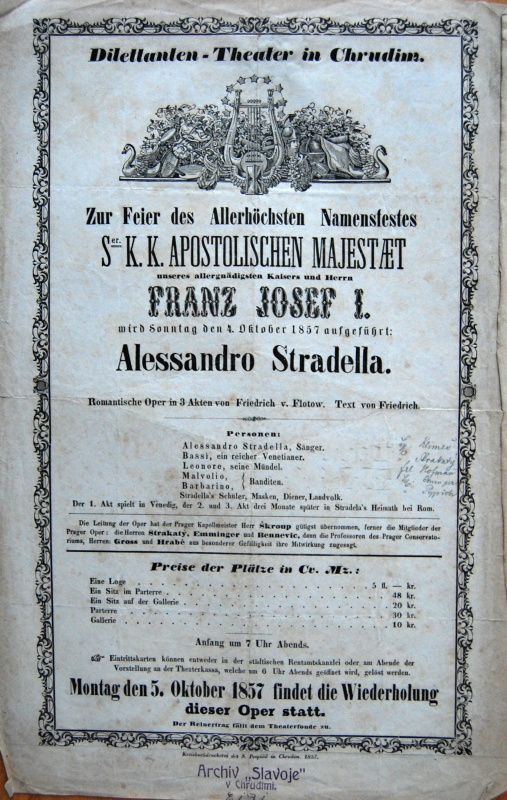 Dilettanten-Theater in Chrudim.
Zur Feier des Allerhöchsten Namensfestes
Ser. K. K. APOSTOLISCHEN MAJESTÆT
unseres allergnädigsten Kaisers und Herrn
FRANZ JOSEF I.
wird Sonntag den 4. Oktober 1857 aufgeführt:
Alessandro Stradella.
Romantische Oper in 3 Akten von Friedrich v. Flotow. Text von Friedrich.
Personen:
Alessandro Stradella, Sänger.
Bassi, ein reicher Venetianer.
Leonore, seine Mündel.
Malvolio,
Barbarino, } Banditen.
Stradella's Schüler, Masken, Diener, Landvolk.
Strakaty
Der 1. Akt spielt in Venedig, der 2. und 3. Akt drei Monate später in Stradela's Heimath bei Rom.
Die Leitung der Oper hat der Prager Kapellmeister Herr Škroup gütigst übernommen, ferner die Mitglieder der
Prager Oper: die Herren Strakaty, Emminger und Bennevic, dann die Professoren des Prager Conservato-
riums, Herren: Gross und Hrabě aus besonderer Gefälligkeit ihre Mitwirkung zugesagt.
Preise der Plätze in Cv. Mz.:
Eine Loge 5 fl. — kr.
Ein Sitz im Parterre 48 kr.
Ein Sitz auf der Gallerie 20 kr.
Parterre 30 kr.
Gallerie 10 kr.
Anfang um 7 Uhr Abends.
☞ Eintrittskarten können entweder in der städtischen Rentamtskanzlei oder am Abende der
Vorstellung an der Theaterkassa, welche um 6 Uhr Abends geöffnet wird, gelöst werden.
Montag den 5. Oktober 1857 findet die Wiederholung
dieser Oper statt.
Der Reinertrag fällt dem Theaterfonde zu.
in Chrudim. 1857.
Archiv „Slavoje"
v Chrudimi.